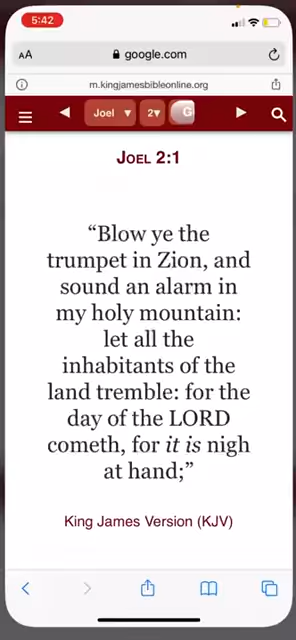 5:42
AA google.com
m.kingjamesbibleonline.org
Joel ▼ 2▼ G
JOEL 2:1
“Blow ye the
trumpet in Zion, and
sound an alarm in
my holy mountain:
let all the
inhabitants of the
land tremble: for the
day of the LORD
cometh, for it is nigh
at hand;”
King James Version (KJV)